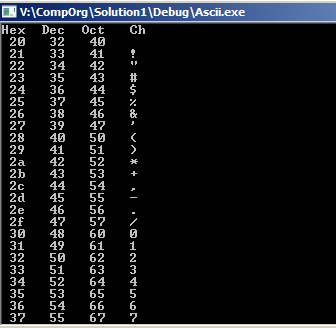 V:\CompOrg\Solution1\Debug\Ascii.exe
Hex Dec Oct Ch
20 32 40
21 33 41 !
22 34 42 "
23 35 43 #
24 36 44 $
25 37 45 %
26 38 46 &
27 39 47 '
28 40 50 (
29 41 51 )
2a 42 52 *
2b 43 53 +
2c 44 54 ,
2d 45 55 -
2e 46 56 .
2f 47 57 /
30 48 60 0
31 49 61 1
32 50 62 2
33 51 63 3
34 52 64 4
35 53 65 5
36 54 66 6
37 55 67 7